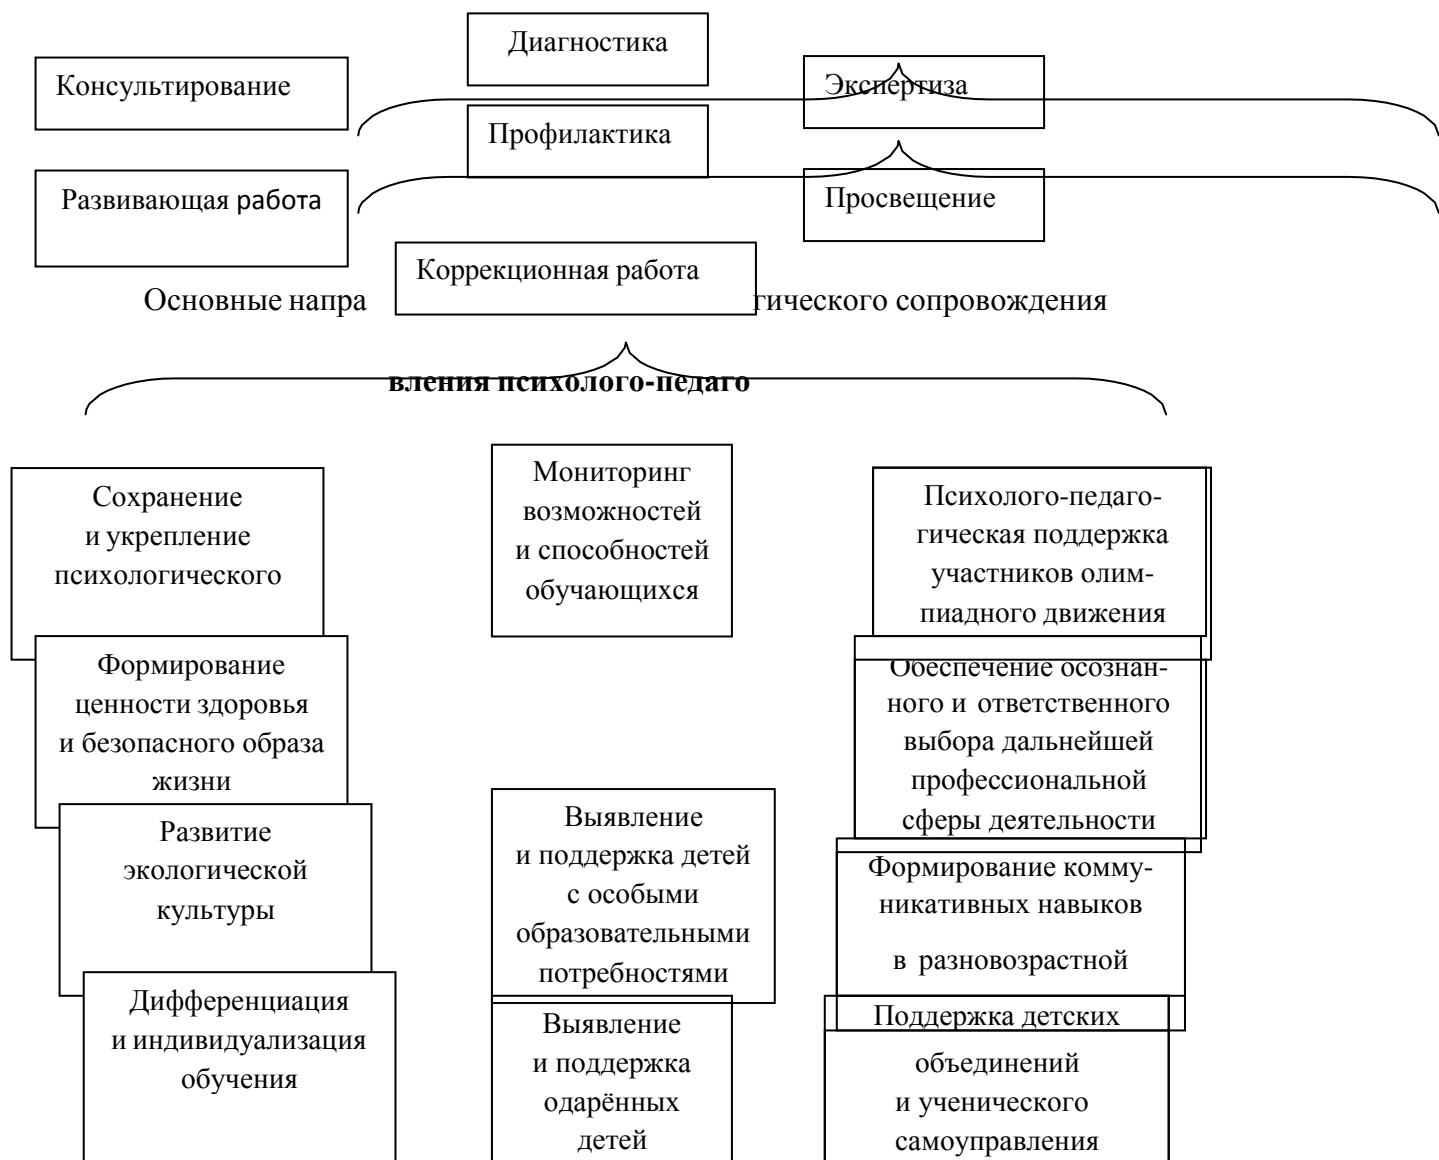 Диагностика
Консультирование
Экспертиза
Профилактика
Развивающая работа
Просвещение
Коррекционная работа
Основные напра
гического сопровождения
вления психолого-педаго
Сохранение
и укрепление
психологического
Мониторинг
возможностей
и способностей
обучающихся
Психолого-педаго-
гическая поддержка
участников олим-
пиадного движения
Формирование
ценности здоровья
и безопасного образа
жизни
Обеспечение осознан-
ного и ответственного
выбора дальнейшей
профессиональной
сферы деятельности
Развитие
экологической
культуры
Выявление
и поддержка детей
с особыми
образовательными
потребностями
Формирование комму-
никативных навыков
в разновозрастной
Дифференциация
и индивидуализация
обучения
Выявление
и поддержка
одарённых
детей
Поддержка детских
объединений
и ученического
самоуправления